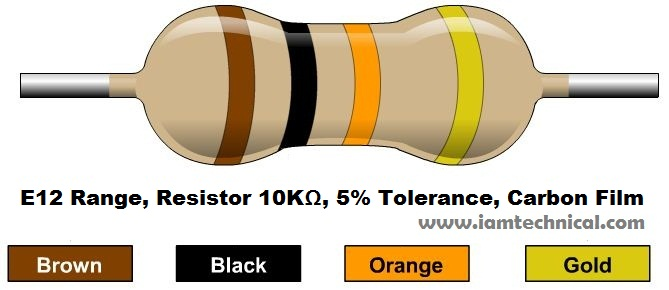 E12 Range, Resistor 10KΩ, 5% Tolerance, Carbon Film
www.iamtechnical.com
Brown Black Orange Gold